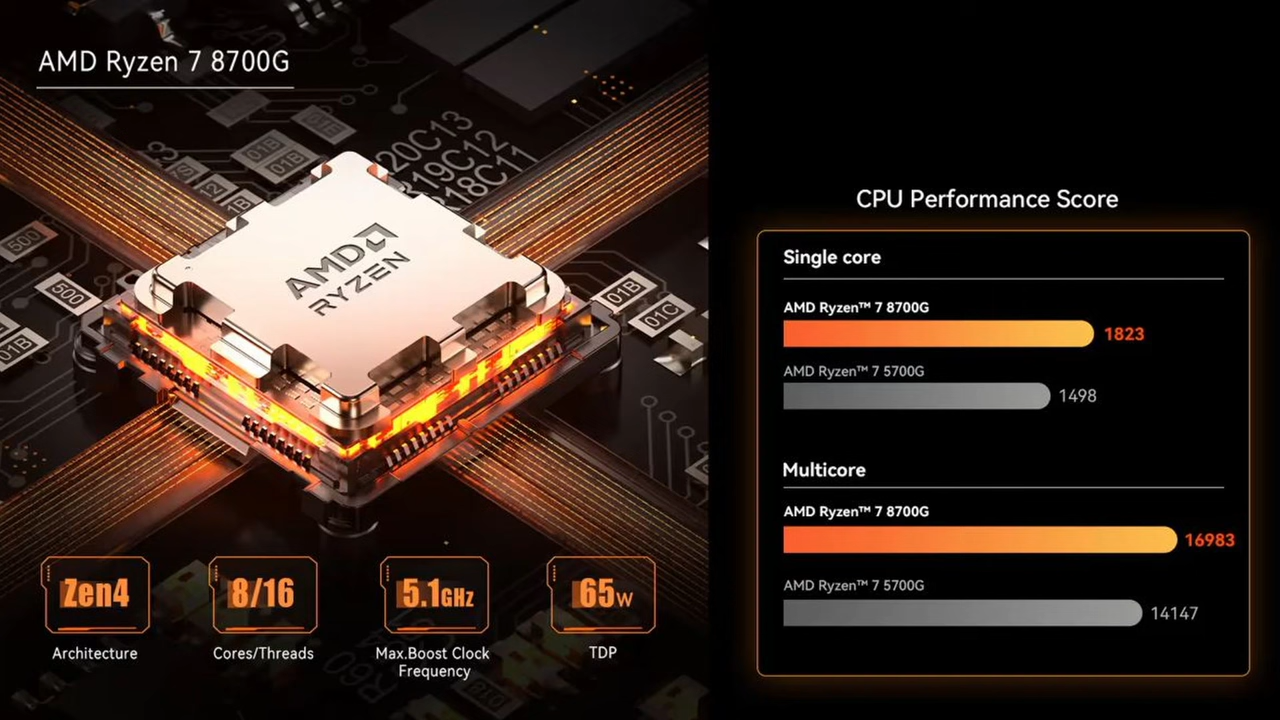 AMD Ryzen 7 8700G
20C13
19C12
18C11
01B
01B
01B
500
500
01B
01B
01C
AMD
RYZEN
Zen4
8/16
5.1GHz
65W
Architecture
Cores/Threads
Max.Boost Clock
Frequency
TDP
CPU Performance Score
Single core
AMD Ryzen™ 7 8700G
1823
AMD Ryzen™ 7 5700G
1498
Multicore
AMD Ryzen™ 7 8700G
16983
AMD Ryzen™ 7 5700G
14147